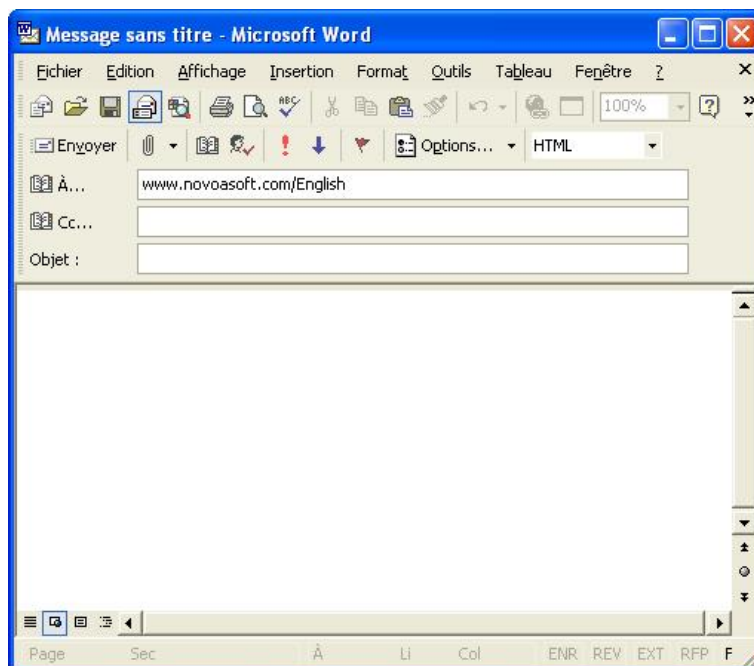 Message sans titre - Microsoft Word
Fichier Edition Affichage Insertion Format Outils Tableau Fenêtre ?
ABC 100%
Envoyer Options... HTML
À... www.novoasoft.com/English
Cc...
Objet :
Page Sec À Li Col ENR REV EXT RFP F